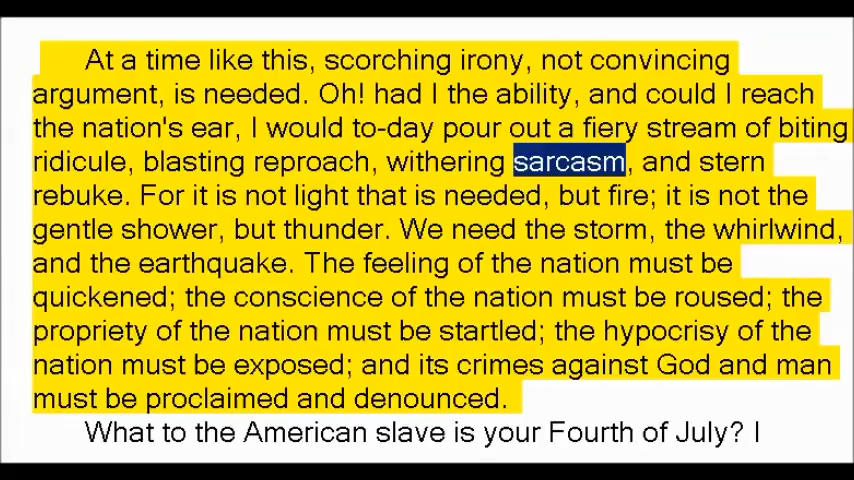 At a time like this, scorching irony, not convincing
argument, is needed. Oh! had I the ability, and could I reach
the nation's ear, I would to-day pour out a fiery stream of biting
ridicule, blasting reproach, withering sarcasm, and stern
rebuke. For it is not light that is needed, but fire; it is not the
gentle shower, but thunder. We need the storm, the whirlwind,
and the earthquake. The feeling of the nation must be
quickened; the conscience of the nation must be roused; the
propriety of the nation must be startled; the hypocrisy of the
nation must be exposed; and its crimes against God and man
must be proclaimed and denounced.
What to the American slave is your Fourth of July? I